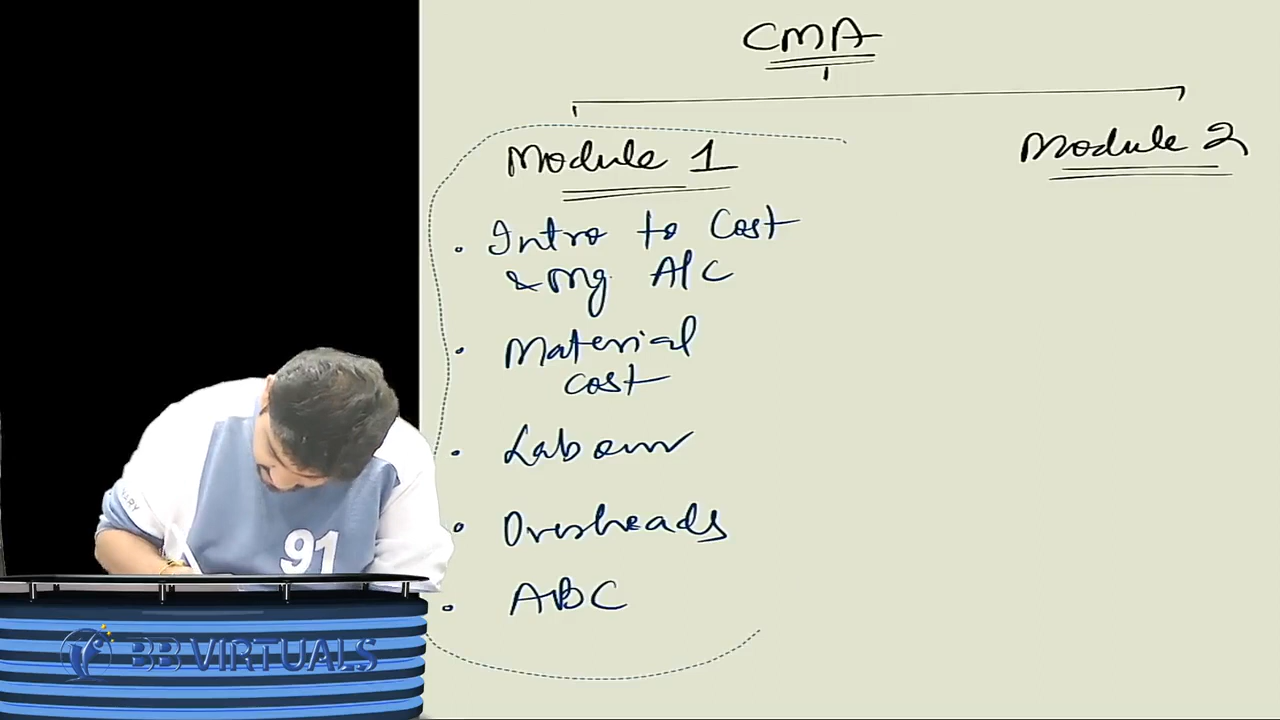 CMA
Module 1
Module 2
. Intro to Cost
& Mg A/C
. Material
cost
. Labour
. Overheads
. ABC
91
BB VIRTUALS